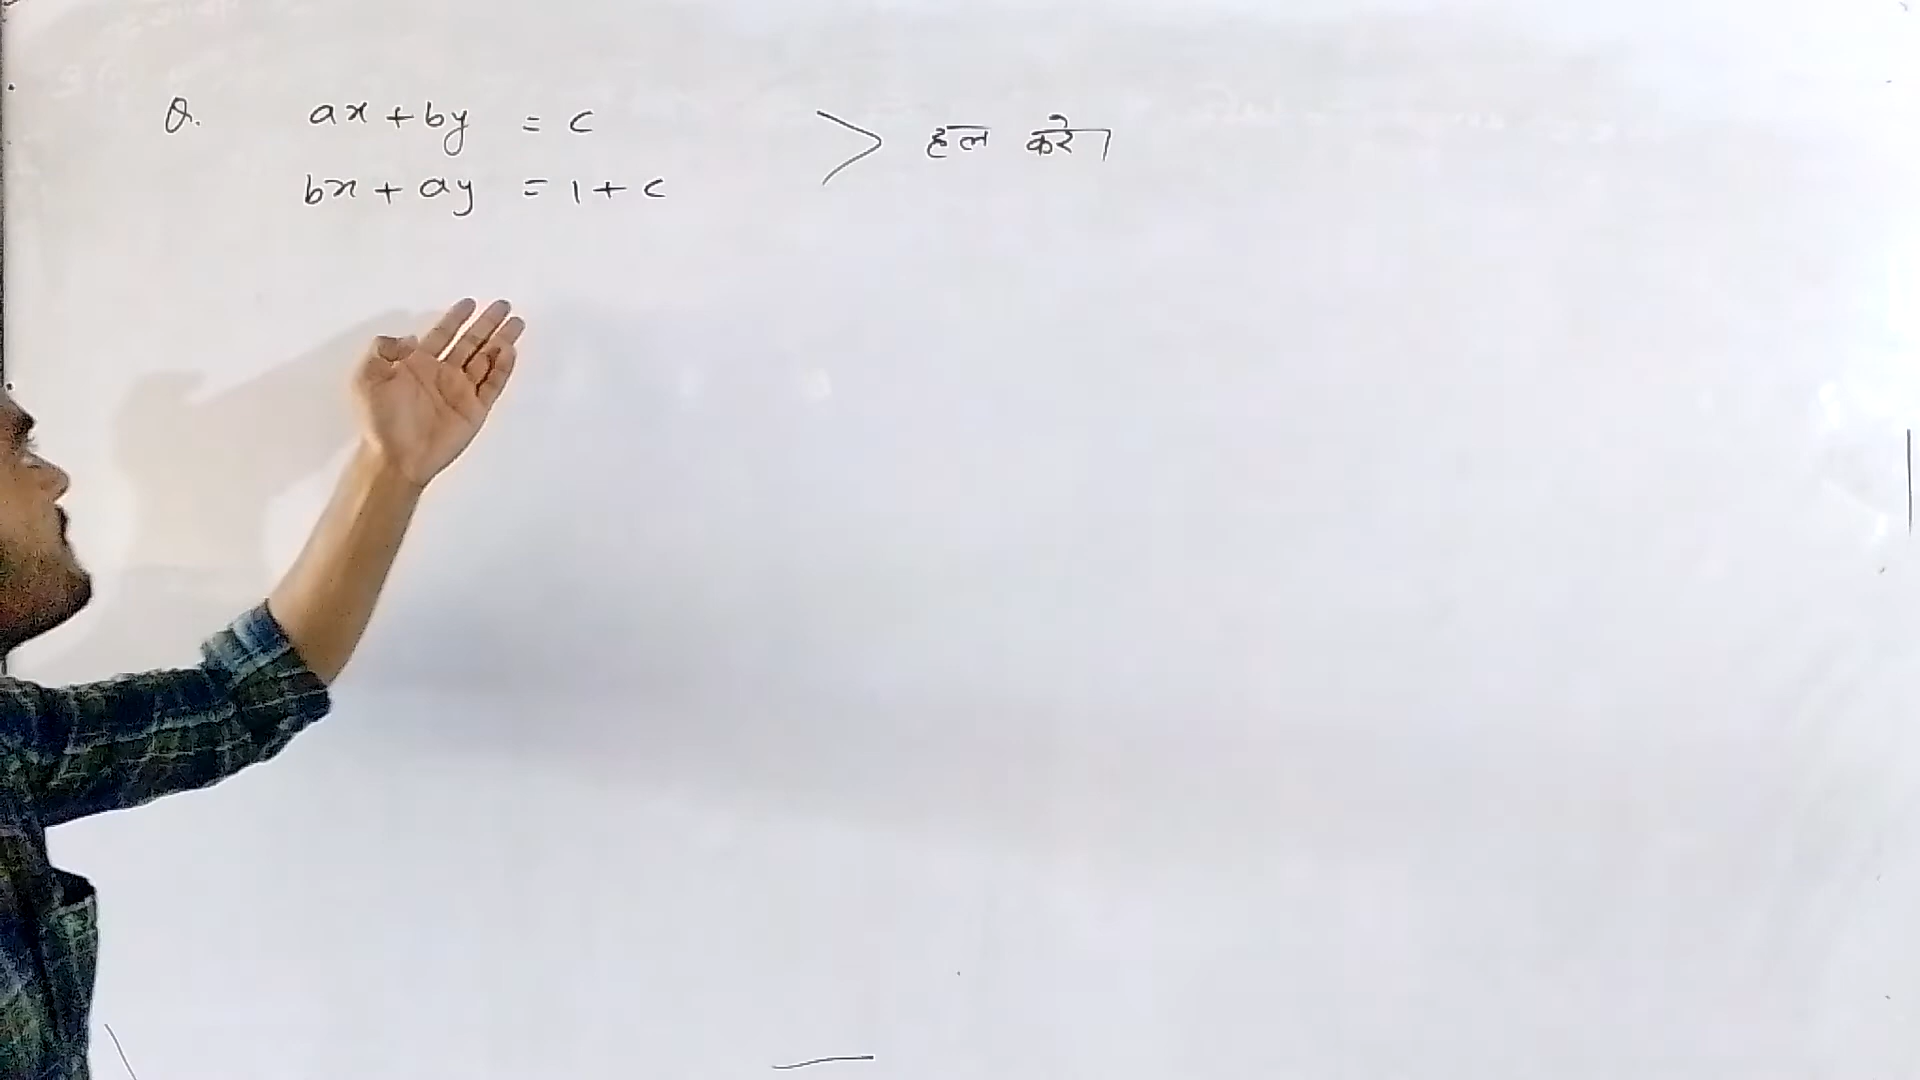 Q. ax + by = c
bx + ay = 1 + c
> हल करे।